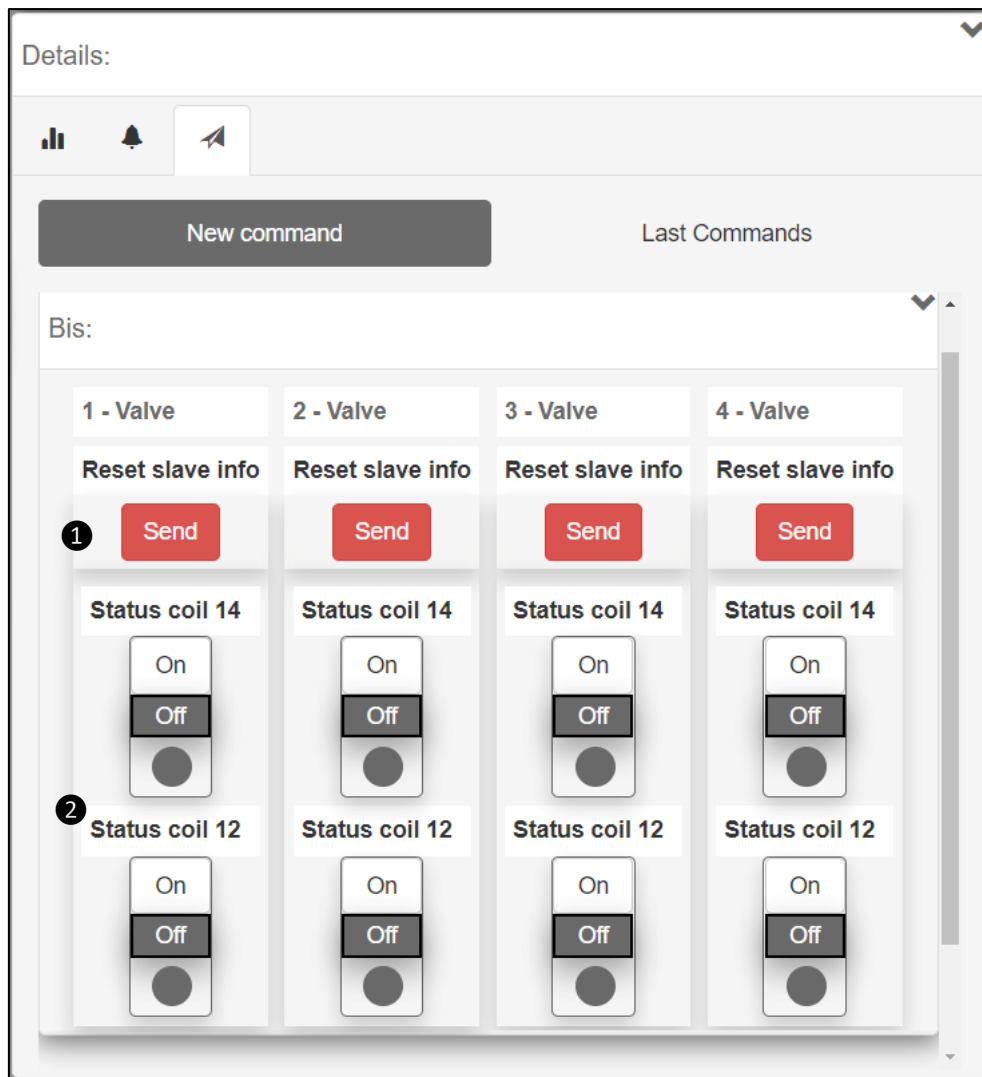 Details:
New command Last Commands
Bis:
1 - Valve 2 - Valve 3 - Valve 4 - Valve
Reset slave info Reset slave info Reset slave info Reset slave info
1 Send Send Send Send
Status coil 14 Status coil 14 Status coil 14 Status coil 14
On On On On
Off Off Off Off
2
Status coil 12 Status coil 12 Status coil 12 Status coil 12
On On On On
Off Off Off Off